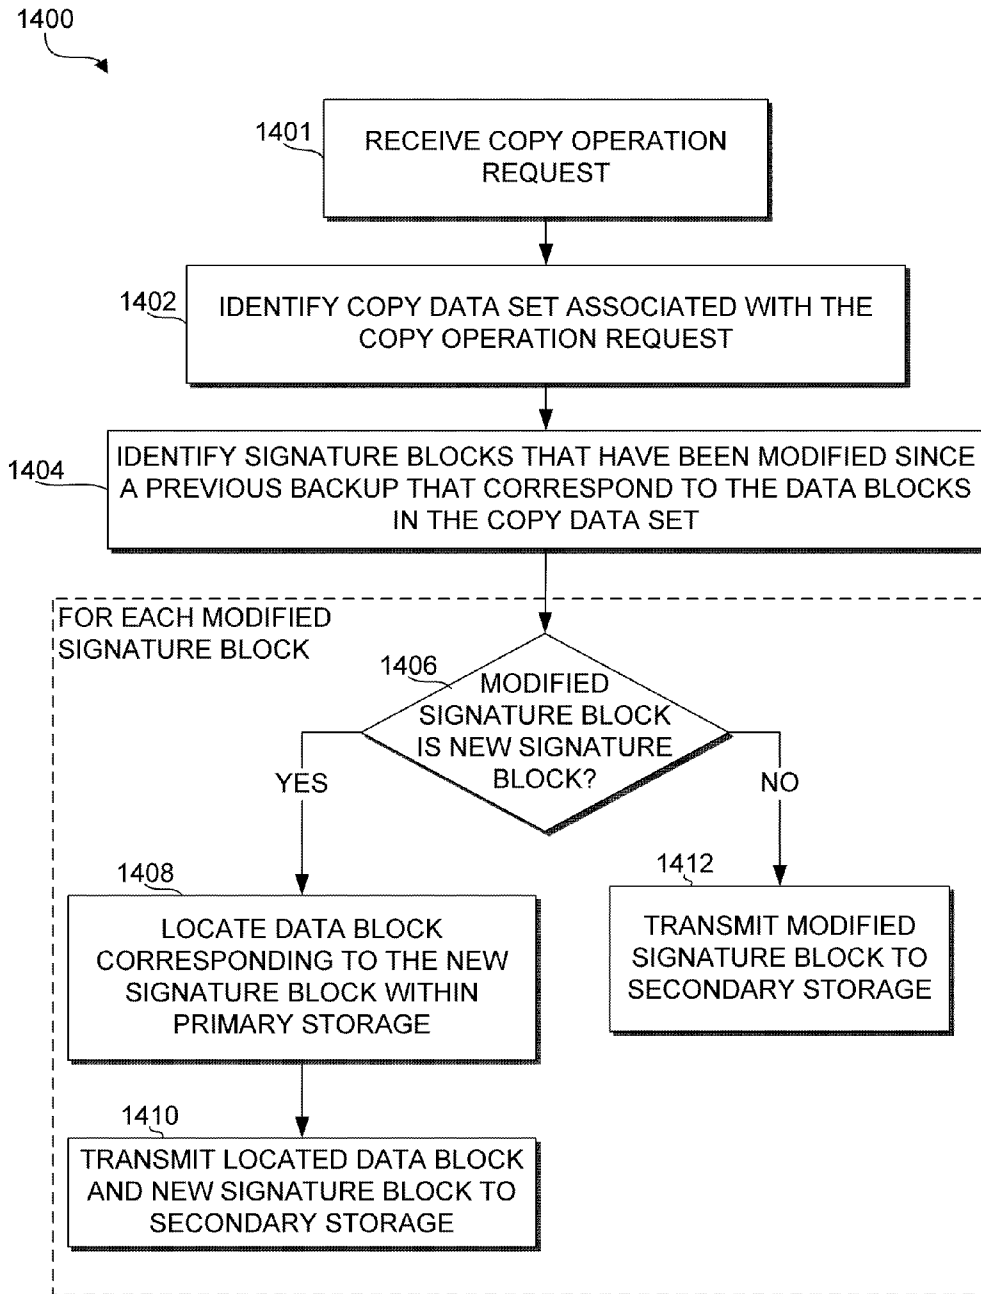 1400
1401
RECEIVE COPY OPERATION
REQUEST
1402
IDENTIFY COPY DATA SET ASSOCIATED WITH THE
COPY OPERATION REQUEST
1404
IDENTIFY SIGNATURE BLOCKS THAT HAVE BEEN MODIFIED SINCE
A PREVIOUS BACKUP THAT CORRESPOND TO THE DATA BLOCKS
IN THE COPY DATA SET
FOR EACH MODIFIED
SIGNATURE BLOCK
1406
MODIFIED
SIGNATURE BLOCK
IS NEW SIGNATURE
BLOCK?
YES
NO
1408
LOCATE DATA BLOCK
CORRESPONDING TO THE NEW
SIGNATURE BLOCK WITHIN
PRIMARY STORAGE
1412
TRANSMIT MODIFIED
SIGNATURE BLOCK TO
SECONDARY STORAGE
1410
TRANSMIT LOCATED DATA BLOCK
AND NEW SIGNATURE BLOCK TO
SECONDARY STORAGE